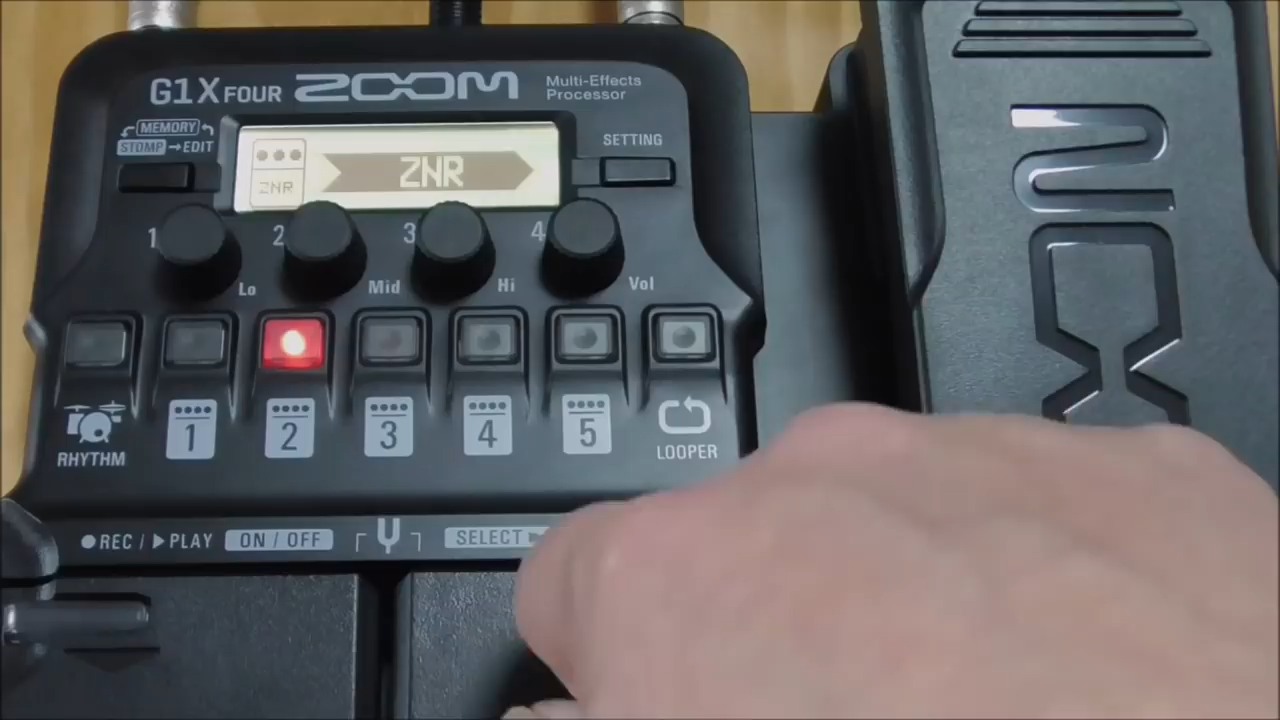 G1X FOUR ZOOM Multi-Effects
Processor
MEMORY
STOMP → EDIT
SETTING
ZNR
ZNR
1 2 3 4
Lo Mid Hi Vol
1 2 3 4 5
RHYTHM LOOPER
●REC / ▶PLAY ON / OFF SELECT